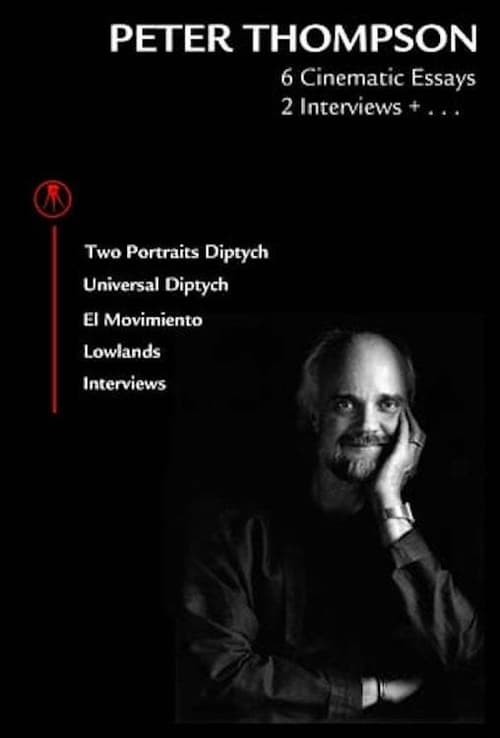 PETER THOMPSON
6 Cinematic Essays
2 Interviews + . . .
Two Portraits Diptych
Universal Diptych
El Movimiento
Lowlands
Interviews